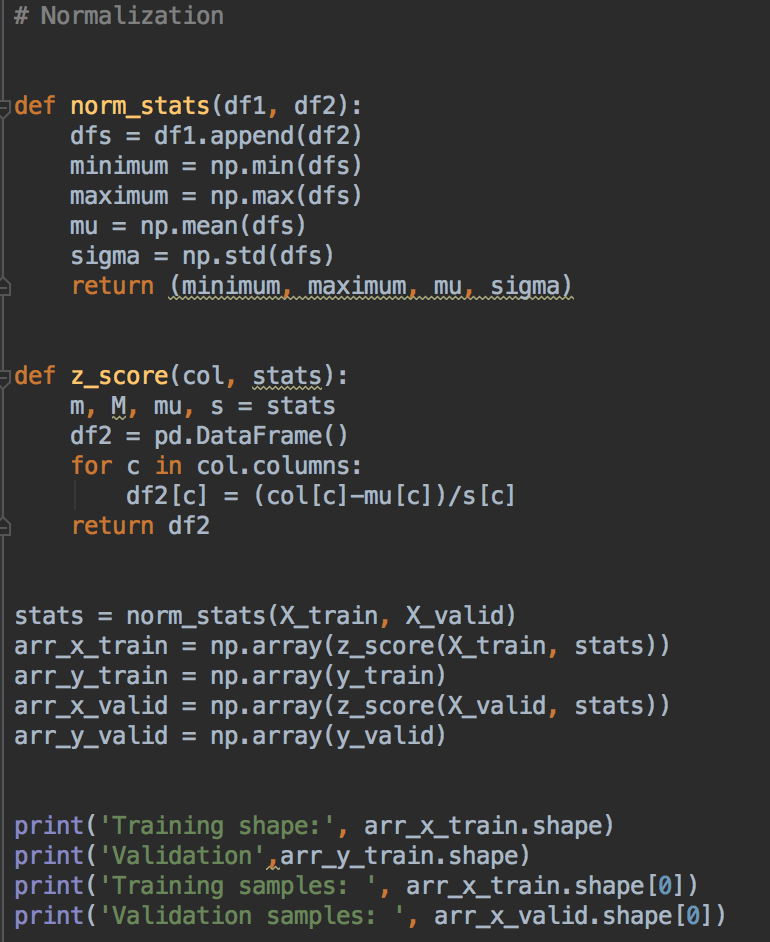 # Normalization
def norm_stats(df1, df2):
    dfs = df1.append(df2)
    minimum = np.min(dfs)
    maximum = np.max(dfs)
    mu = np.mean(dfs)
    sigma = np.std(dfs)
    return (minimum, maximum, mu, sigma)
def z_score(col, stats):
    m, M, mu, s = stats
    df2 = pd.DataFrame()
    for c in col.columns:
        df2[c] = (col[c]-mu[c])/s[c]
    return df2
stats = norm_stats(X_train, X_valid)
arr_x_train = np.array(z_score(X_train, stats))
arr_y_train = np.array(y_train)
arr_x_valid = np.array(z_score(X_valid, stats))
arr_y_valid = np.array(y_valid)
print('Training shape:', arr_x_train.shape)
print('Validation',arr_y_train.shape)
print('Training samples: ', arr_x_train.shape[0])
print('Validation samples: ', arr_x_valid.shape[0])